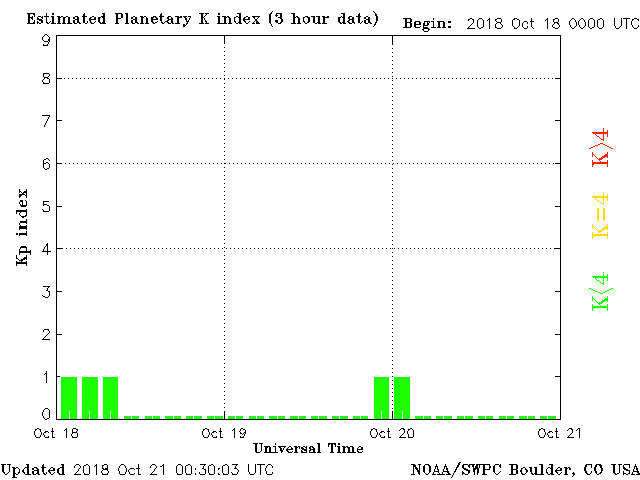 Estimated Planetary K index (3 hour data)
Begin: 2018 Oct 18 0000 UTC
9
8
7
6
5
4
3
2
1
0
Kp index
K>4
K=4
K<4
Oct 18
Oct 19
Oct 20
Oct 21
Universal Time
Updated 2018 Oct 21 00:30:03 UTC
NOAA/SWPC Boulder, CO USA